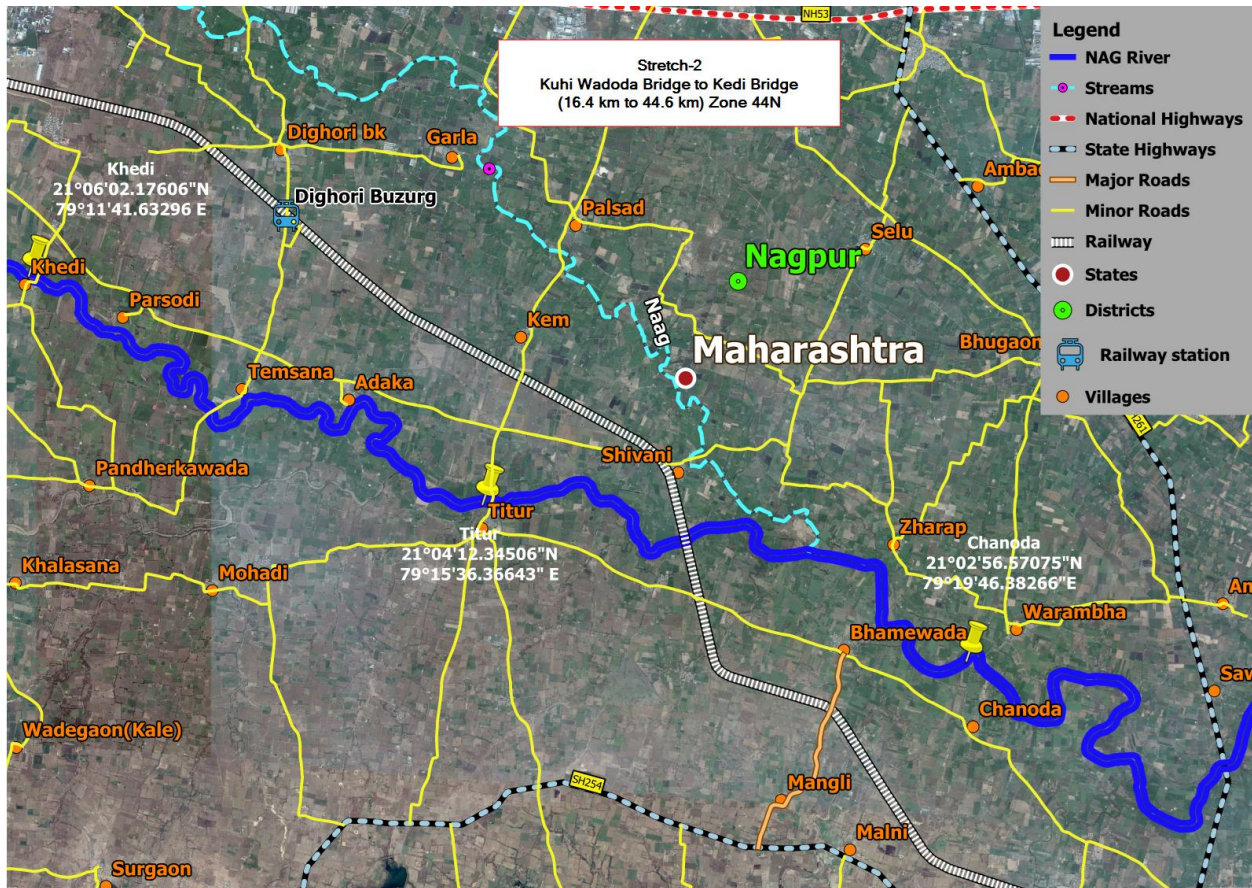 NH53
Stretch-2
Kuhi Wadoda Bridge to Kedi Bridge
(16.4 km to 44.6 km) Zone 44N
Legend
NAG River
Streams
National Highways
State Highways
Major Roads
Minor Roads
Railway
States
Districts
Railway station
Villages
Dighori bk
Garla
Khedi
21°06'02.17606"N
79°11'41.63296 E
Dighori Buzurg
Palsad
Selu
Nagpur
Khedi
Parsodi
Kem
Naag
Maharashtra
Bhugaon
Temsana
Adaka
Pandherkawada
Shivani
Titur
Titur
21°04'12.34506"N
79°15'36.36643" E
Zharap
Chanoda
21°02'56.57075"N
79°19'46.38266"E
Khalasana
Mohadi
Warambha
Bhamewada
Chanoda
Wadegaon(Kale)
SH254
Mangli
Malni
Surgaon